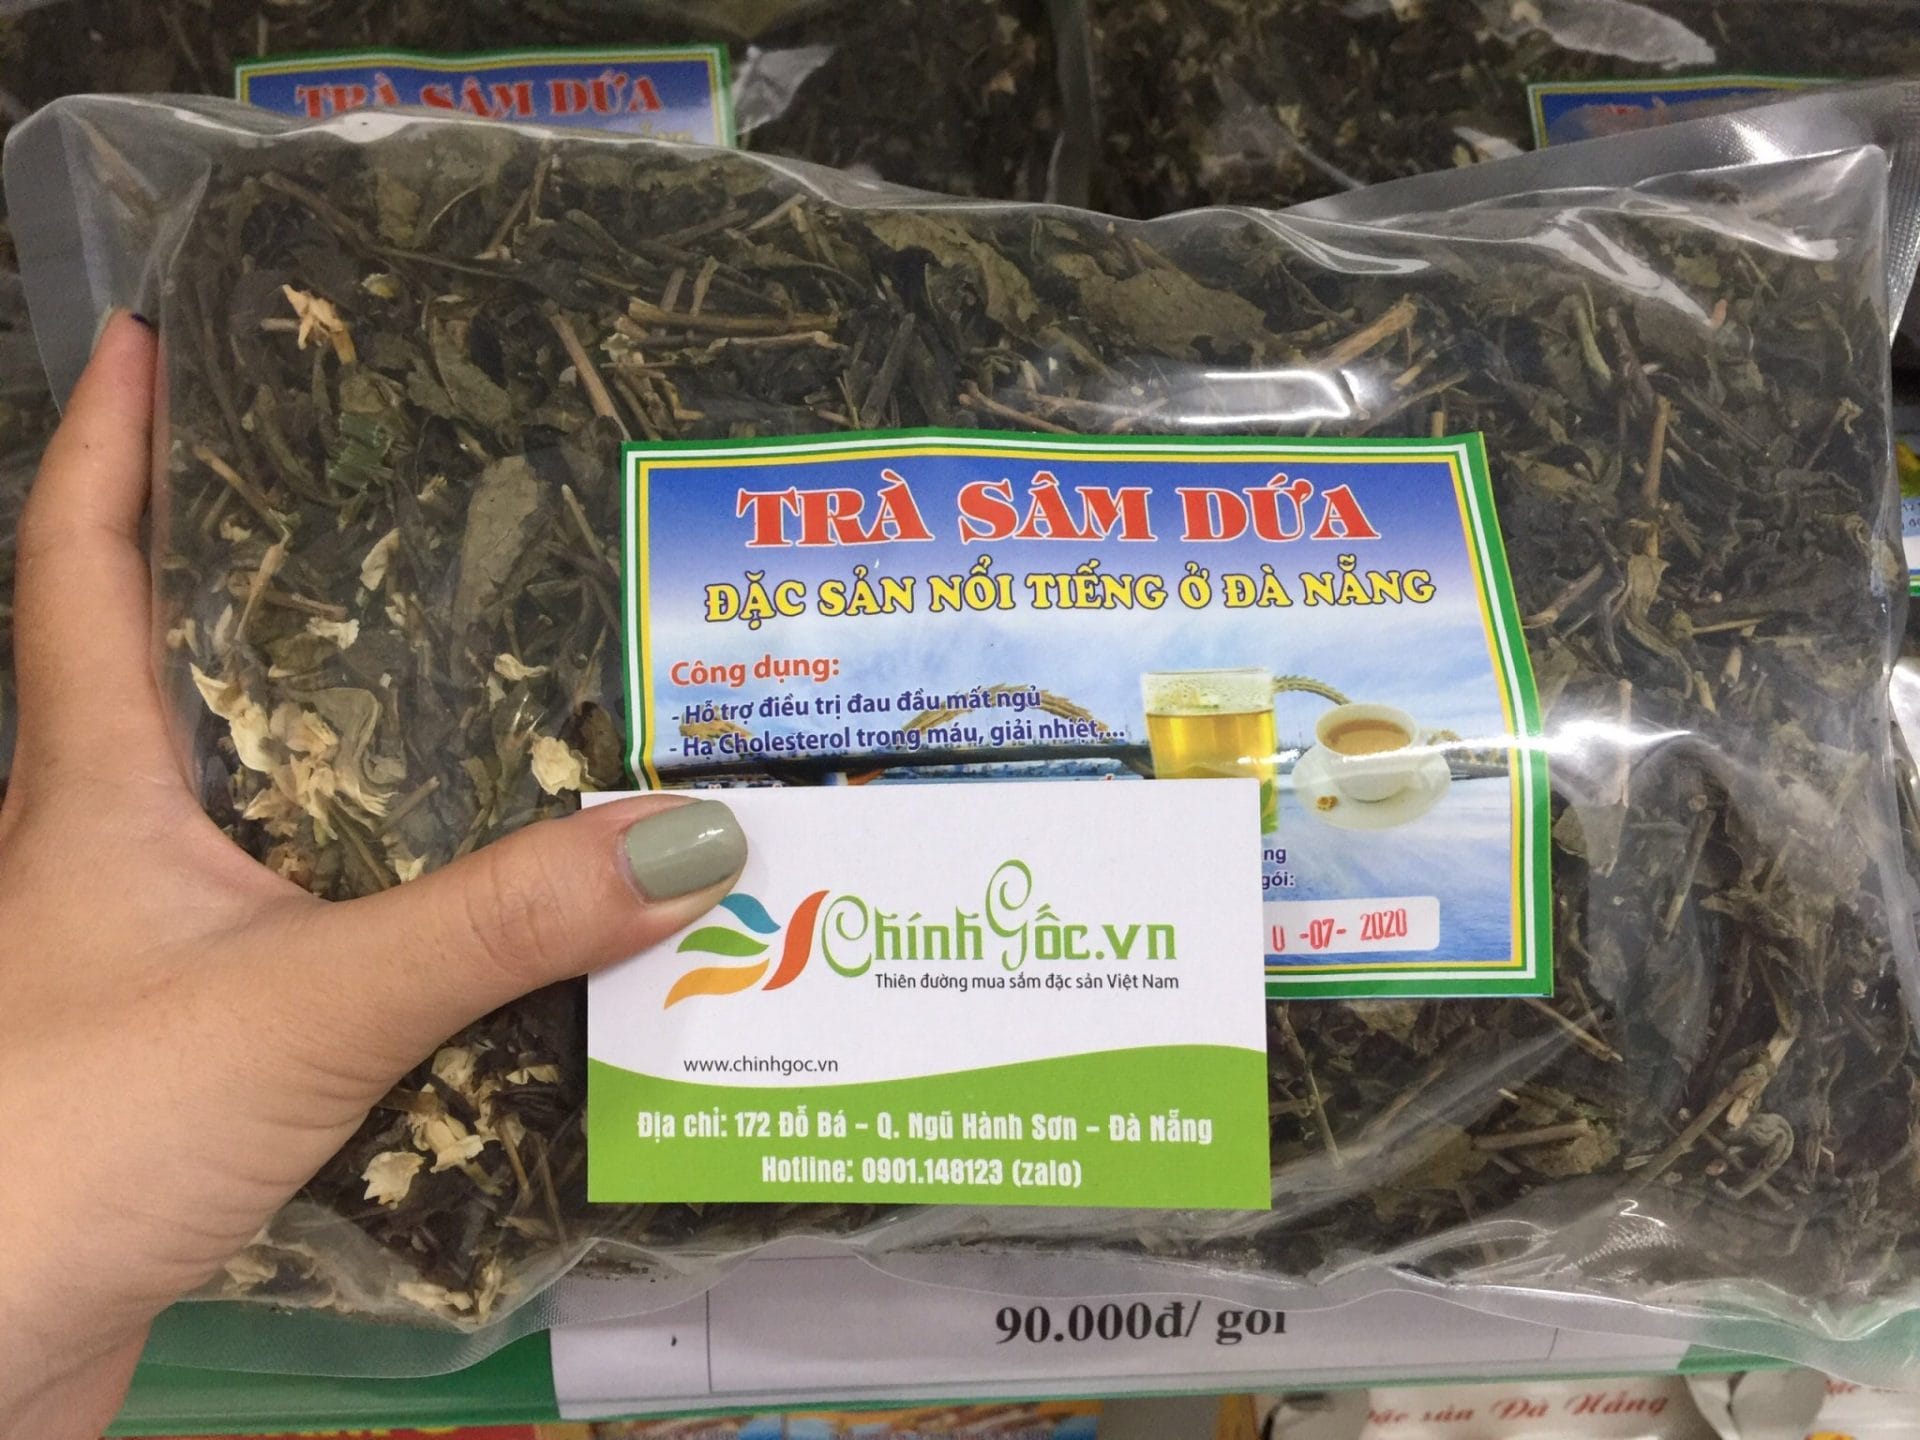 TRÀ SÂM DỨA
TRÀ SÂM DỨA
ĐẶC SẢN NỔI TIẾNG Ở ĐÀ NẴNG
Công dụng:
- Hỗ trợ điều trị đau đầu mất ngủ
- Hạ Cholesterol trong máu, giải nhiệt,...
ng
gói:
-07- 2020
ChínhGốc.vn
Thiên đường mua sắm đặc sản Việt Nam
www.chinhgoc.vn
Địa chỉ: 172 Đỗ Bá - Q. Ngũ Hành Sơn - Đà Nẵng
Hotline: 0901.148123 (zalo)
90.000đ/ gói
Đặc sản Đà Nẵng